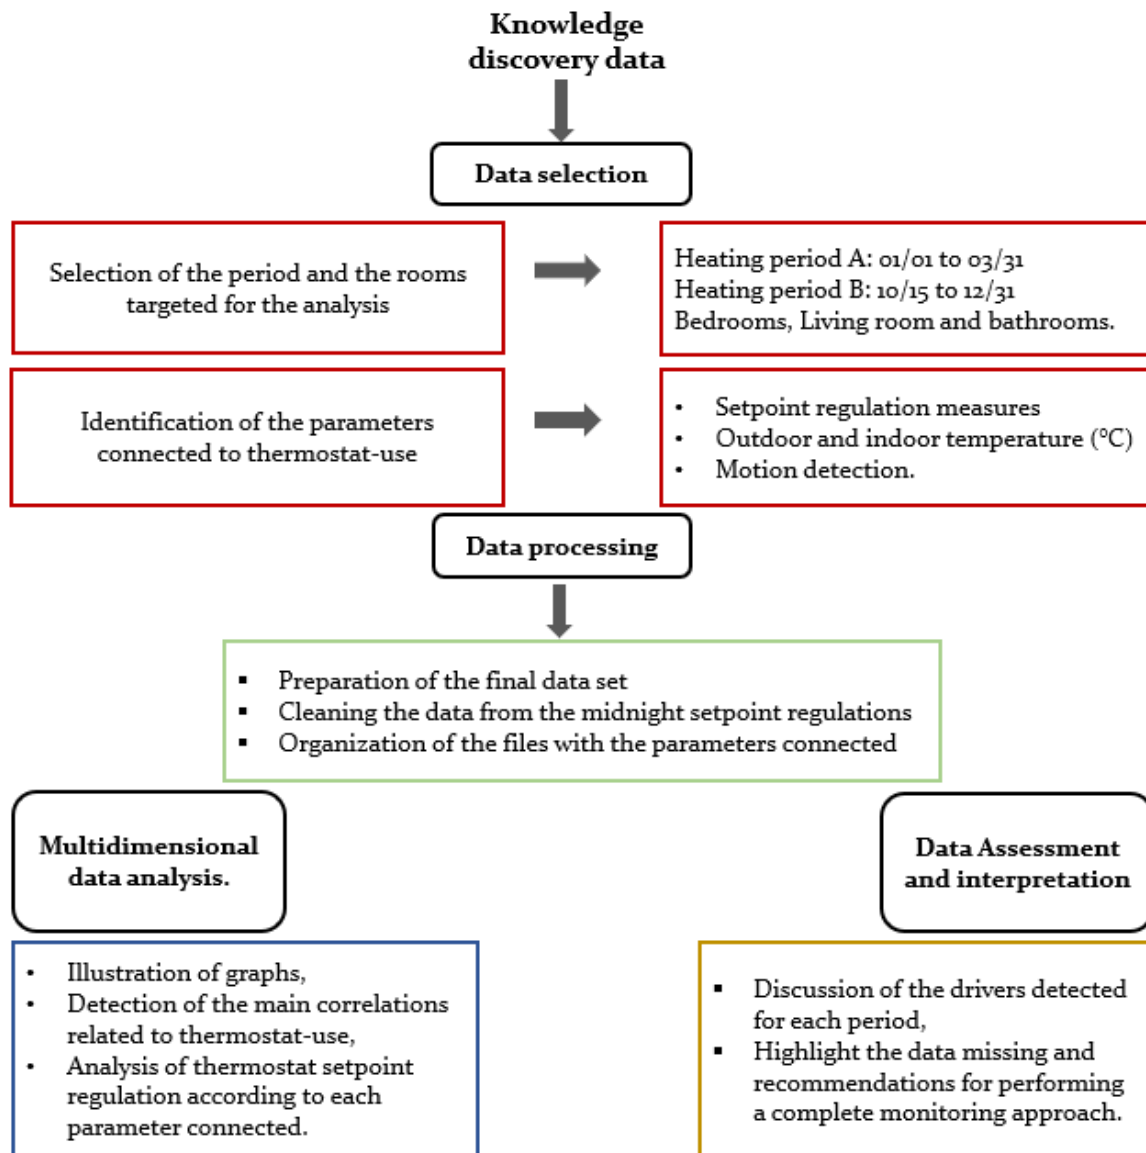 Knowledge
discovery data
Data selection
Selection of the period and the rooms
targeted for the analysis
Heating period A: 01/01 to 03/31
Heating period B: 10/15 to 12/31
Bedrooms, Living room and bathrooms.
Identification of the parameters
connected to thermostat-use
• Setpoint regulation measures
• Outdoor and indoor temperature (°C)
• Motion detection.
Data processing
▪ Preparation of the final data set
▪ Cleaning the data from the midnight setpoint regulations
▪ Organization of the files with the parameters connected
Multidimensional
data analysis.
• Illustration of graphs,
• Detection of the main correlations
related to thermostat-use,
• Analysis of thermostat setpoint
regulation according to each
parameter connected.
Data Assessment
and interpretation
▪ Discussion of the drivers detected
for each period,
▪ Highlight the data missing and
recommendations for performing
a complete monitoring approach.